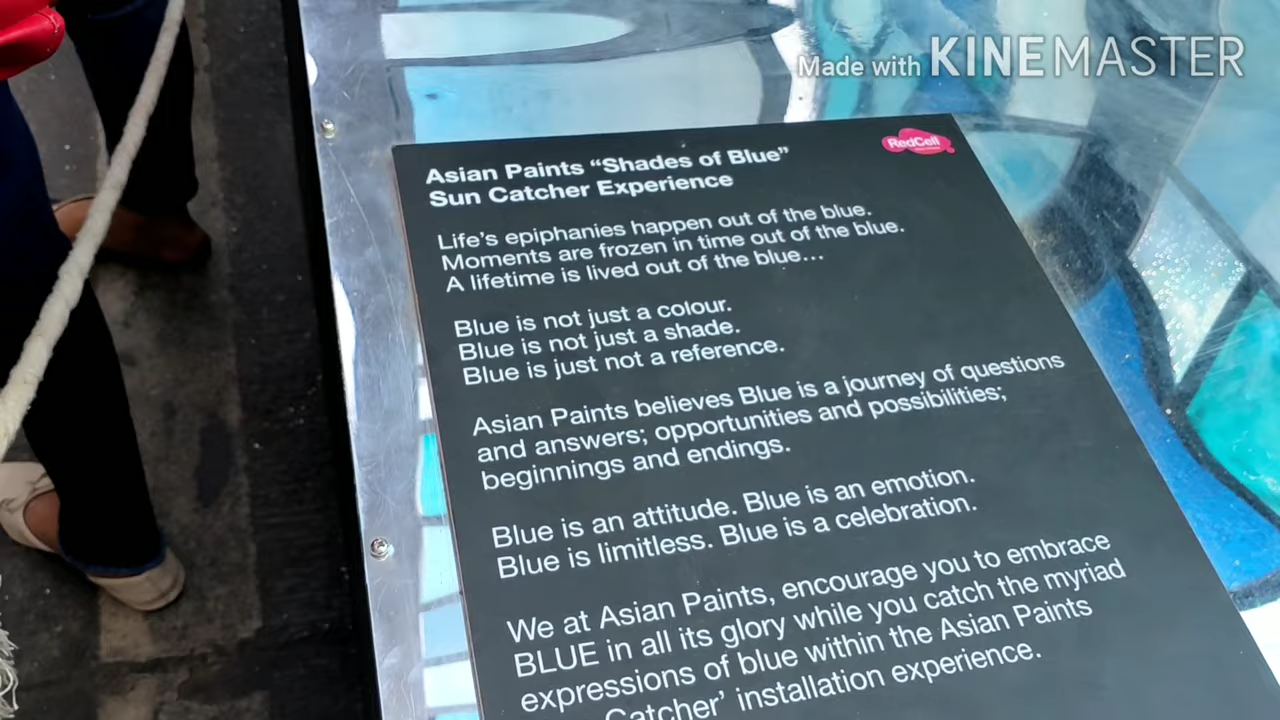 Made with KINEMASTER
RedCell
Asian Paints “Shades of Blue”
Sun Catcher Experience
Life’s epiphanies happen out of the blue.
Moments are frozen in time out of the blue.
A lifetime is lived out of the blue...
Blue is not just a colour.
Blue is not just a shade.
Blue is just not a reference.
Asian Paints believes Blue is a journey of questions
and answers; opportunities and possibilities;
beginnings and endings.
Blue is an attitude. Blue is an emotion.
Blue is limitless. Blue is a celebration.
We at Asian Paints, encourage you to embrace
BLUE in all its glory while you catch the myriad
expressions of blue within the Asian Paints
Catcher’ installation experience.